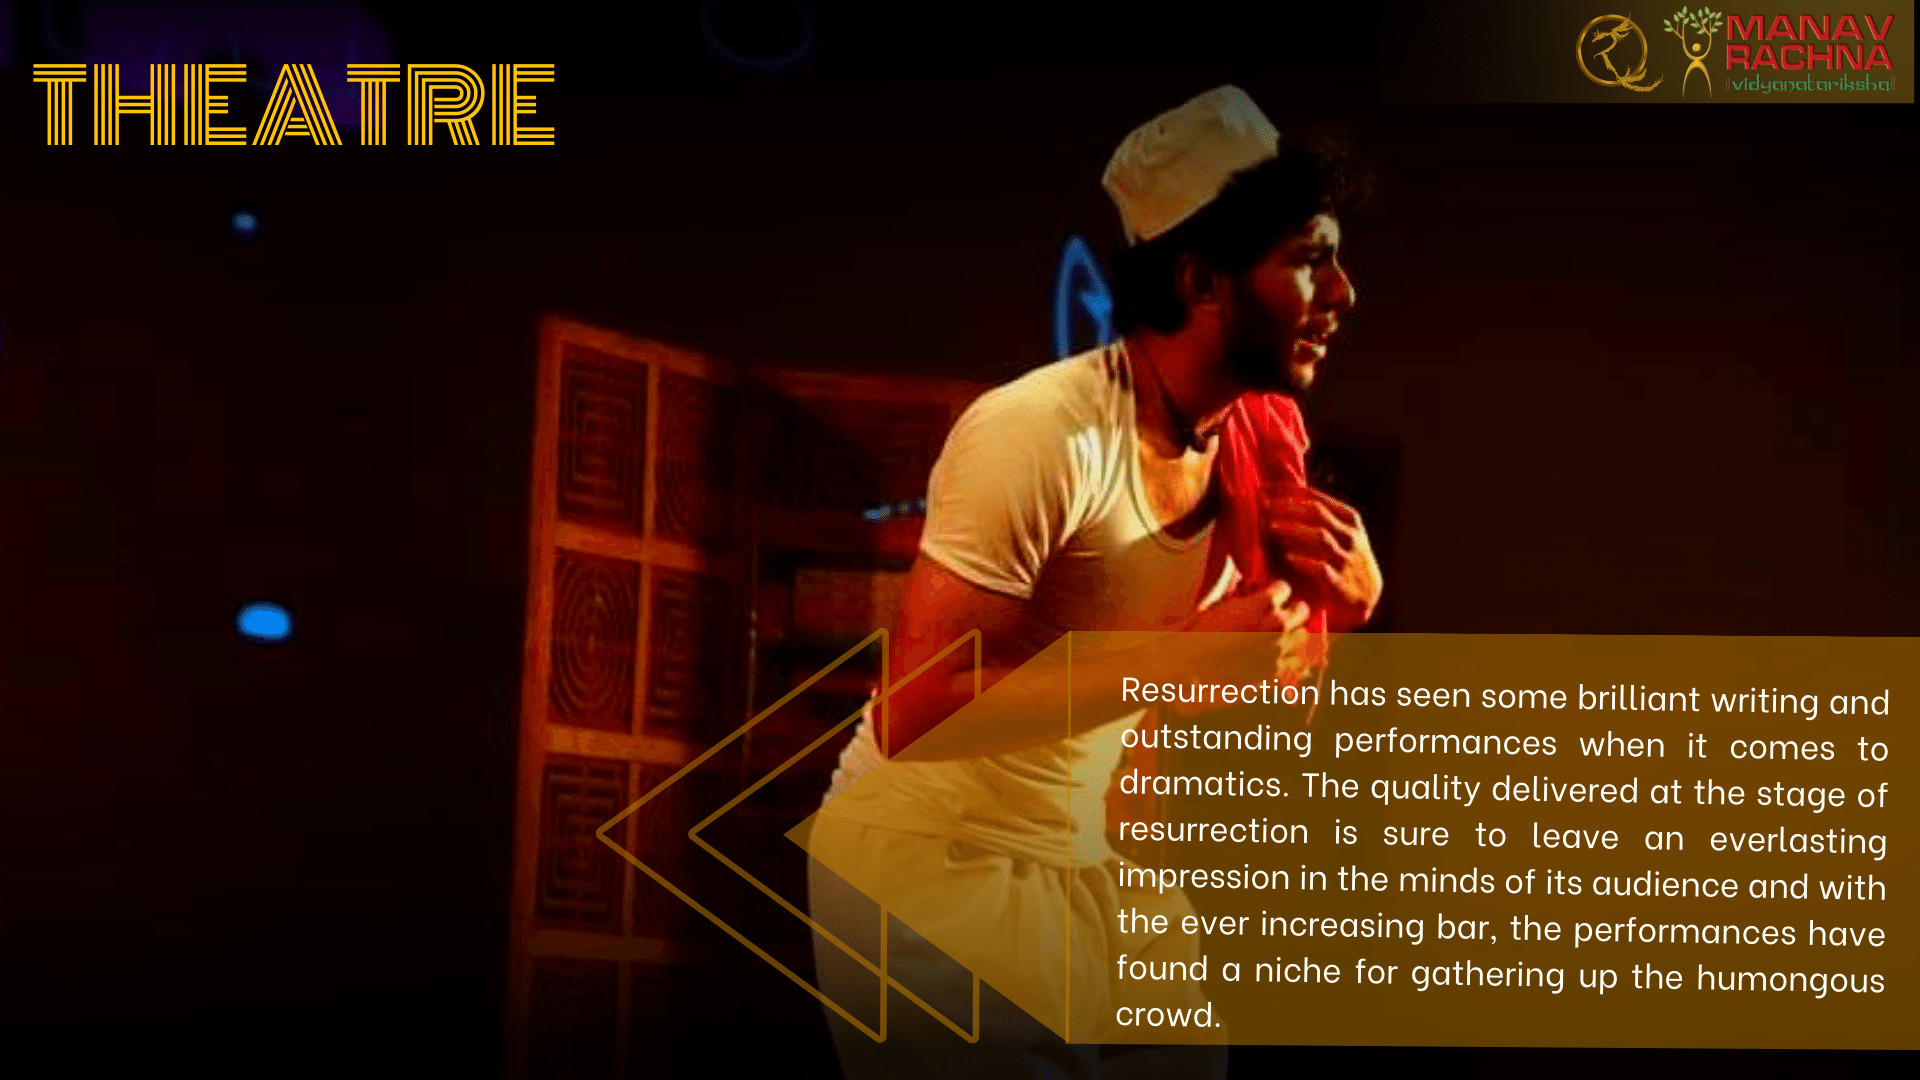 THEATRE
MANAV
RACHNA
vidyanatariksha
Resurrection has seen some brilliant writing and
outstanding performances when it comes to
dramatics. The quality delivered at the stage of
resurrection is sure to leave an everlasting
impression in the minds of its audience and with
the ever increasing bar, the performances have
found a niche for gathering up the humongous
crowd.